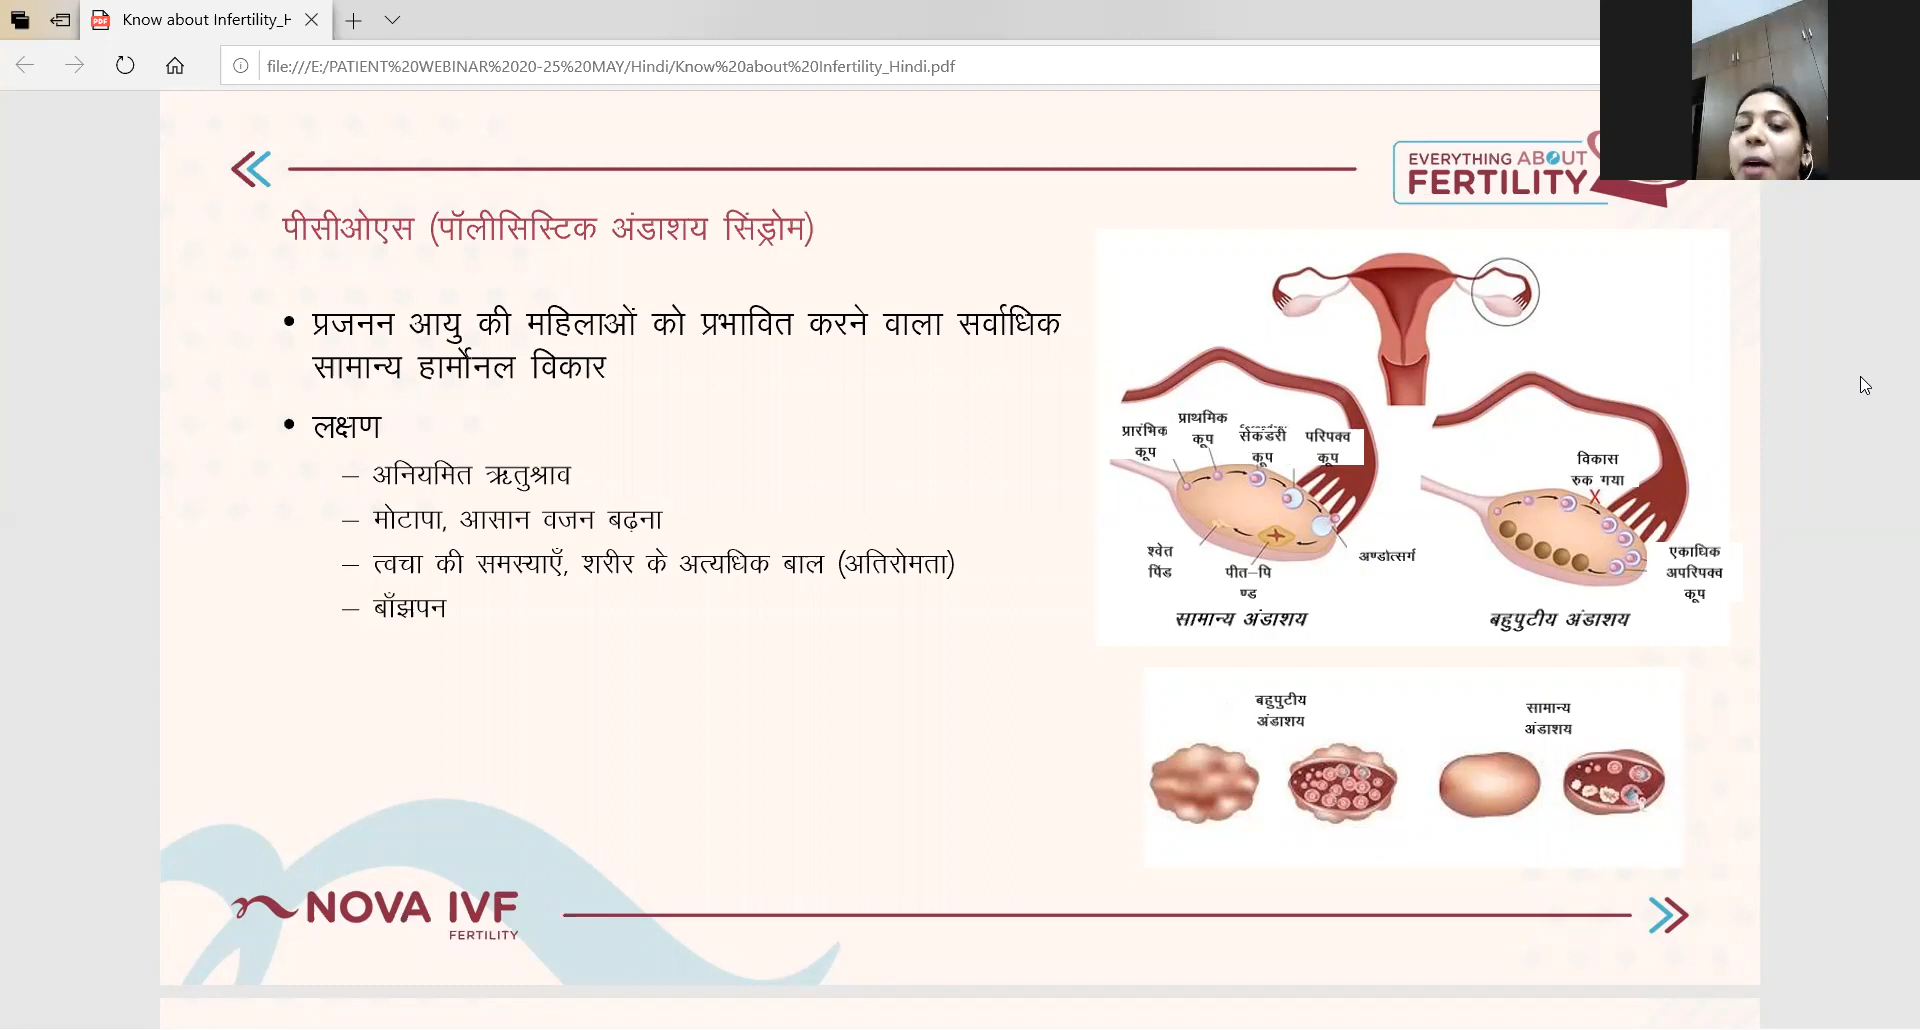 Know about Infertility_H
file:///E:/PATIENT%20WEBINAR%2020-25%20MAY/Hindi/Know%20about%20Infertility_Hindi.pdf
EVERYTHING ABOUT
FERTILITY
पीसीओएस (पॉलीसिस्टिक अंडाशय सिंड्रोम)
• प्रजनन आयु की महिलाओं को प्रभावित करने वाला सर्वाधिक
सामान्य हार्मोनल विकार
• लक्षण
– अनियमित ऋतुश्राव
– मोटापा, आसान वजन बढ़ना
– त्वचा की समस्याएँ, शरीर के अत्यधिक बाल (अतिरोमता)
– बाँझपन
प्रारंभिक
कूप
प्राथमिक
कूप
सेकंडरी
कूप
परिपक्व
कूप
श्वेत
पिंड
पीत–पि
ण्ड
अण्डोत्सर्ग
सामान्य अंडाशय
विकास
रुक गया
X
एकाधिक
अपरिपक्व
कूप
बहुपुटीय अंडाशय
बहुपुटीय
अंडाशय
सामान्य
अंडाशय
NOVA IVF
FERTILITY